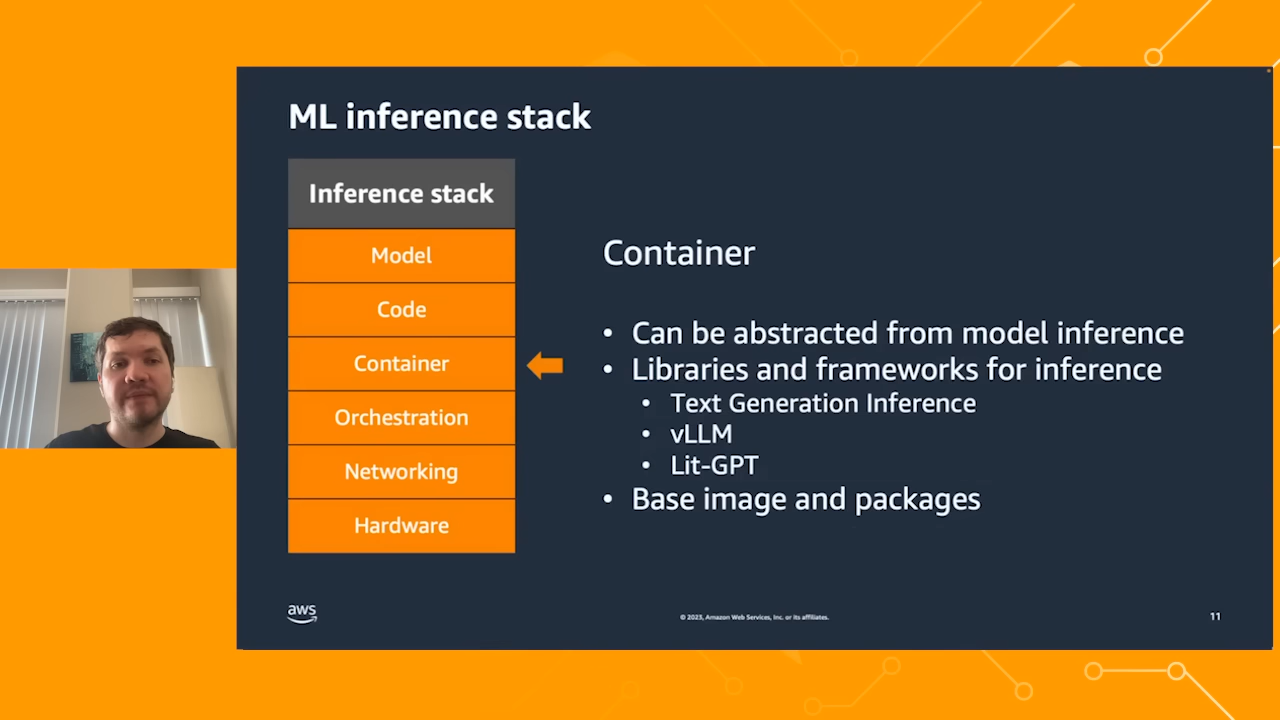 ML inference stack
Inference stack
Model
Code
Container
Orchestration
Networking
Hardware
Container
• Can be abstracted from model inference
• Libraries and frameworks for inference
• Text Generation Inference
• vLLM
• Lit-GPT
• Base image and packages
aws
© 2023, Amazon Web Services, Inc. or its affiliates.
11